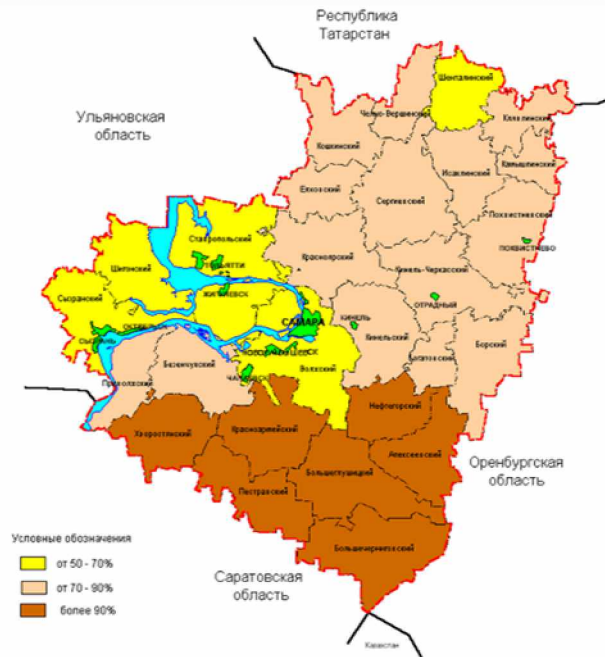 Республика
Татарстан
Ульяновская
область
Шенталинский
Челно-Вершинский
Клявлинский
Кошкинский
Камышлинский
Исаклинский
Елховский
Сергиевский
Похвистневский
Ставропольский
ПОХВИСТНЕВО
Красноярский
ТОЛЬЯТТИ
Шигонский
Кинель-Черкасский
ЖИГУЛЕВСК
Сызранский
ОТРАДНЫЙ
САМАРА
КИНЕЛЬ
ОКТЯБРЬСК
СЫЗРАНЬ
Кинельский
Борский
НОВОКУЙБЫШЕВСК
Богатовский
Безенчукский
Волжский
ЧАПАЕВСК
Приволжский
Нефтегорский
Хворостянский
Красноармейский
Алексеевский
Оренбургская
область
Большеглушицкий
Пестравский
Большечерниговский
Условные обозначения
от 50 - 70%
от 70 - 90%
более 90%
Саратовская
область
Казахстан